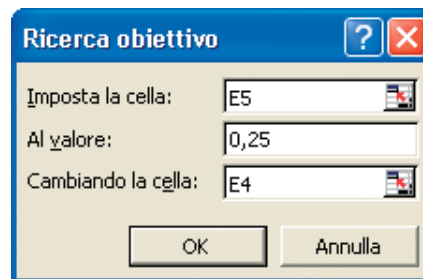 Ricerca obiettivo
Imposta la cella: E5
Al valore: 0,25
Cambiando la cella: E4
OK Annulla